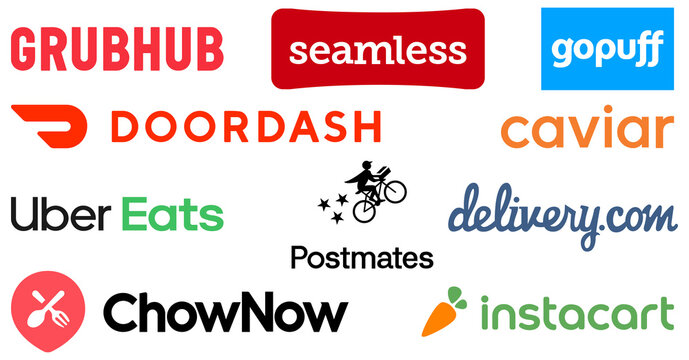 GRUBHUB
seamless
gopuff
DOORDASH
caviar
Uber Eats
Postmates
delivery.com
ChowNow
instacart